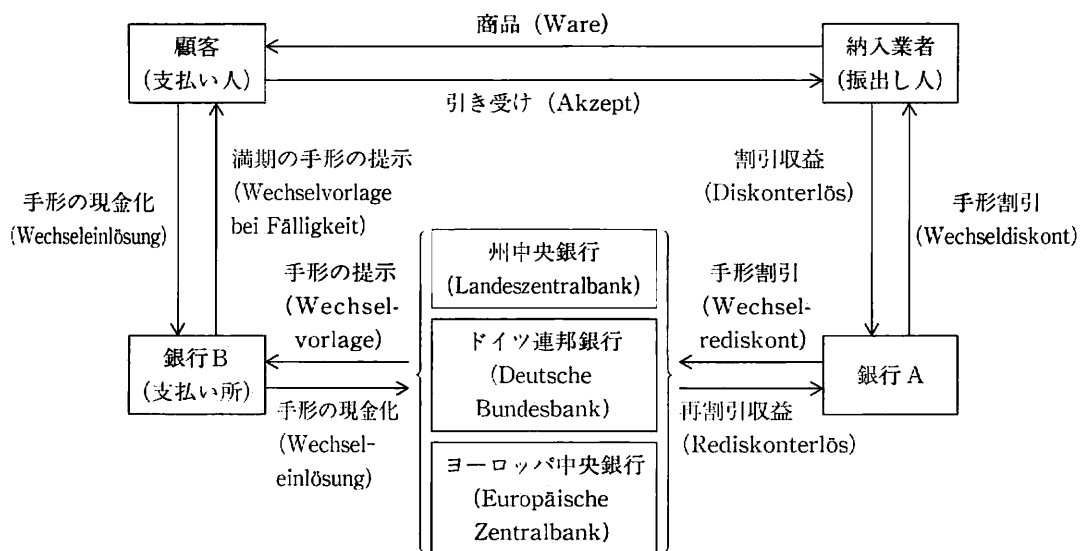 商品 (Ware)
顧客
(支払い人)
納入業者
(振出し人)
引き受け (Akzept)
手形の現金化
(Wechseleinlösung)
満期の手形の提示
(Wechselvorlage
bei Fälligkeit)
割引収益
(Diskonterlös)
手形割引
(Wechseldiskont)
州中央銀行
(Landeszentralbank)
手形の提示
(Wechsel-
vorlage)
手形割引
(Wechsel-
rediskont)
銀行 B
(支払い所)
ドイツ連邦銀行
(Deutsche
Bundesbank)
銀行 A
手形の現金化
(Wechsel-
einlösung)
再割引収益
(Rediskonterlös)
ヨーロッパ中央銀行
(Europäische
Zentralbank)